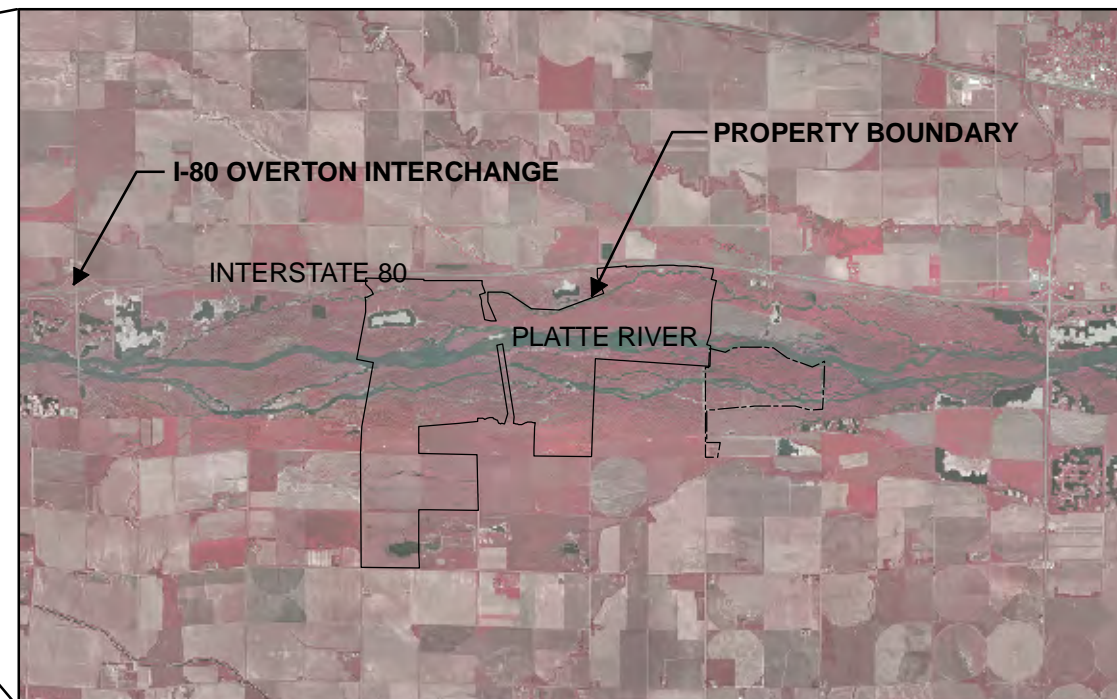 PROPERTY BOUNDARY
I-80 OVERTON INTERCHANGE
INTERSTATE 80
PLATTE RIVER